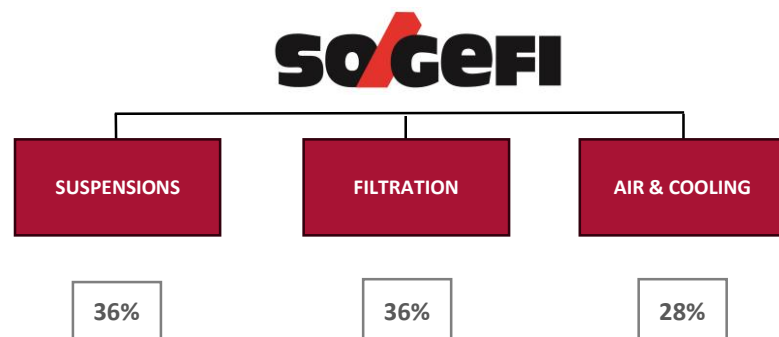 SOGEFI
SUSPENSIONS
FILTRATION
AIR & COOLING
36%
36%
28%